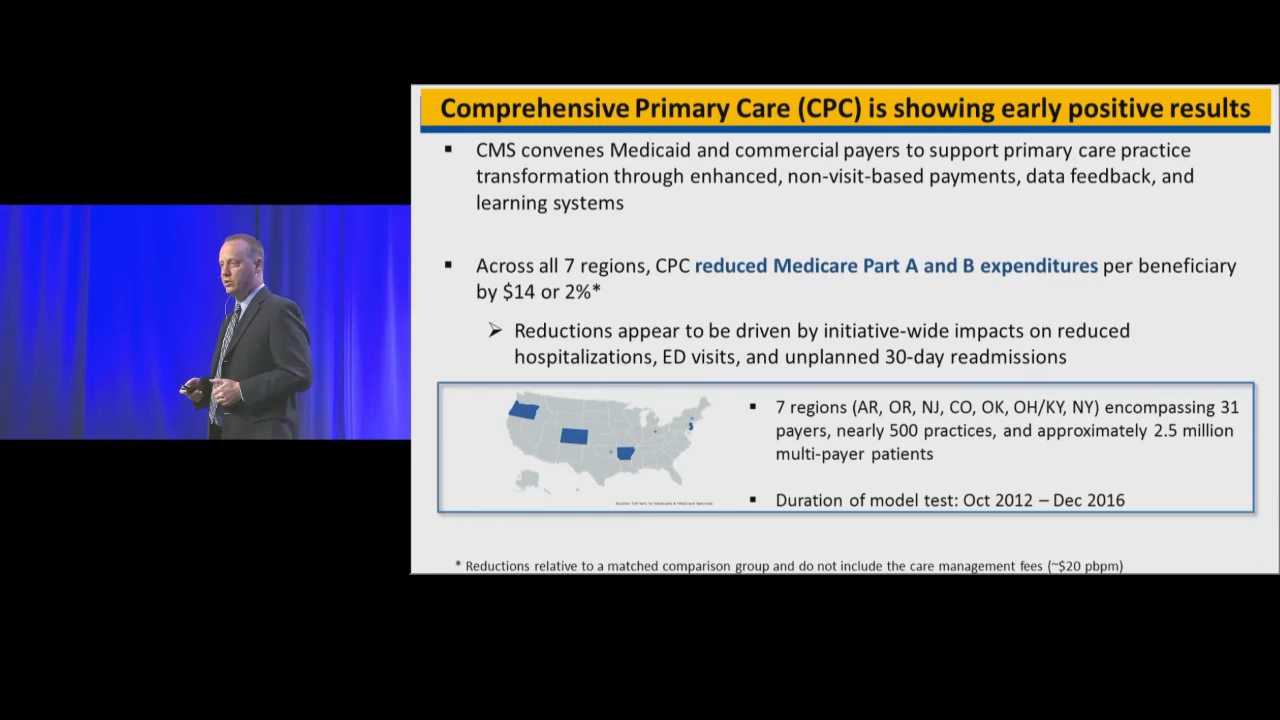 Comprehensive Primary Care (CPC) is showing early positive results
▪ CMS convenes Medicaid and commercial payers to support primary care practice
transformation through enhanced, non-visit-based payments, data feedback, and
learning systems
▪ Across all 7 regions, CPC reduced Medicare Part A and B expenditures per beneficiary
by $14 or 2%*
➢ Reductions appear to be driven by initiative-wide impacts on reduced
hospitalizations, ED visits, and unplanned 30-day readmissions
▪ 7 regions (AR, OR, NJ, CO, OK, OH/KY, NY) encompassing 31
payers, nearly 500 practices, and approximately 2.5 million
multi-payer patients
▪ Duration of model test: Oct 2012 – Dec 2016
Source: Centers for Medicare & Medicaid Services
* Reductions relative to a matched comparison group and do not include the care management fees (~$20 pbpm)